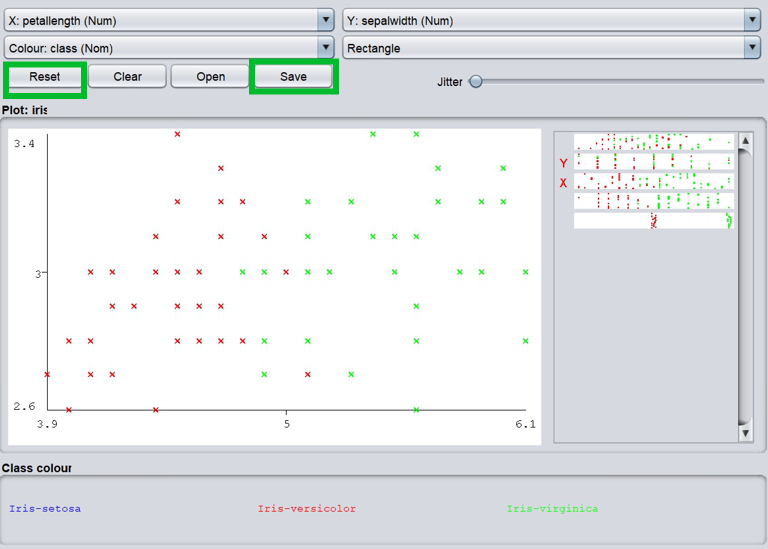 X: petallength (Num) Y: sepalwidth (Num)
Colour: class (Nom) Rectangle
Reset Clear Open Save Jitter
Plot: iris
3.4
3
2.6
3.9 5 6.1
Y
X
Class colour
Iris-setosa Iris-versicolor Iris-virginica